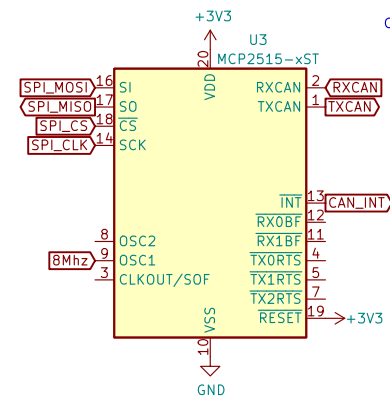 +3V3
U3
MCP2515-xST
20
VDD
SPI_MOSI 16 SI
SPI_MISO 17 SO
SPI_CS 18 CS
SPI_CLK 14 SCK
RXCAN 2 RXCAN
TXCAN 1 TXCAN
INT 13 CAN_INT
RX0BF 12
8 OSC2
RX1BF 11
8Mhz 9 OSC1
TX0RTS 4
3 CLKOUT/SOF
TX1RTS 5
TX2RTS 7
RESET 19 +3V3
VSS
10
GND